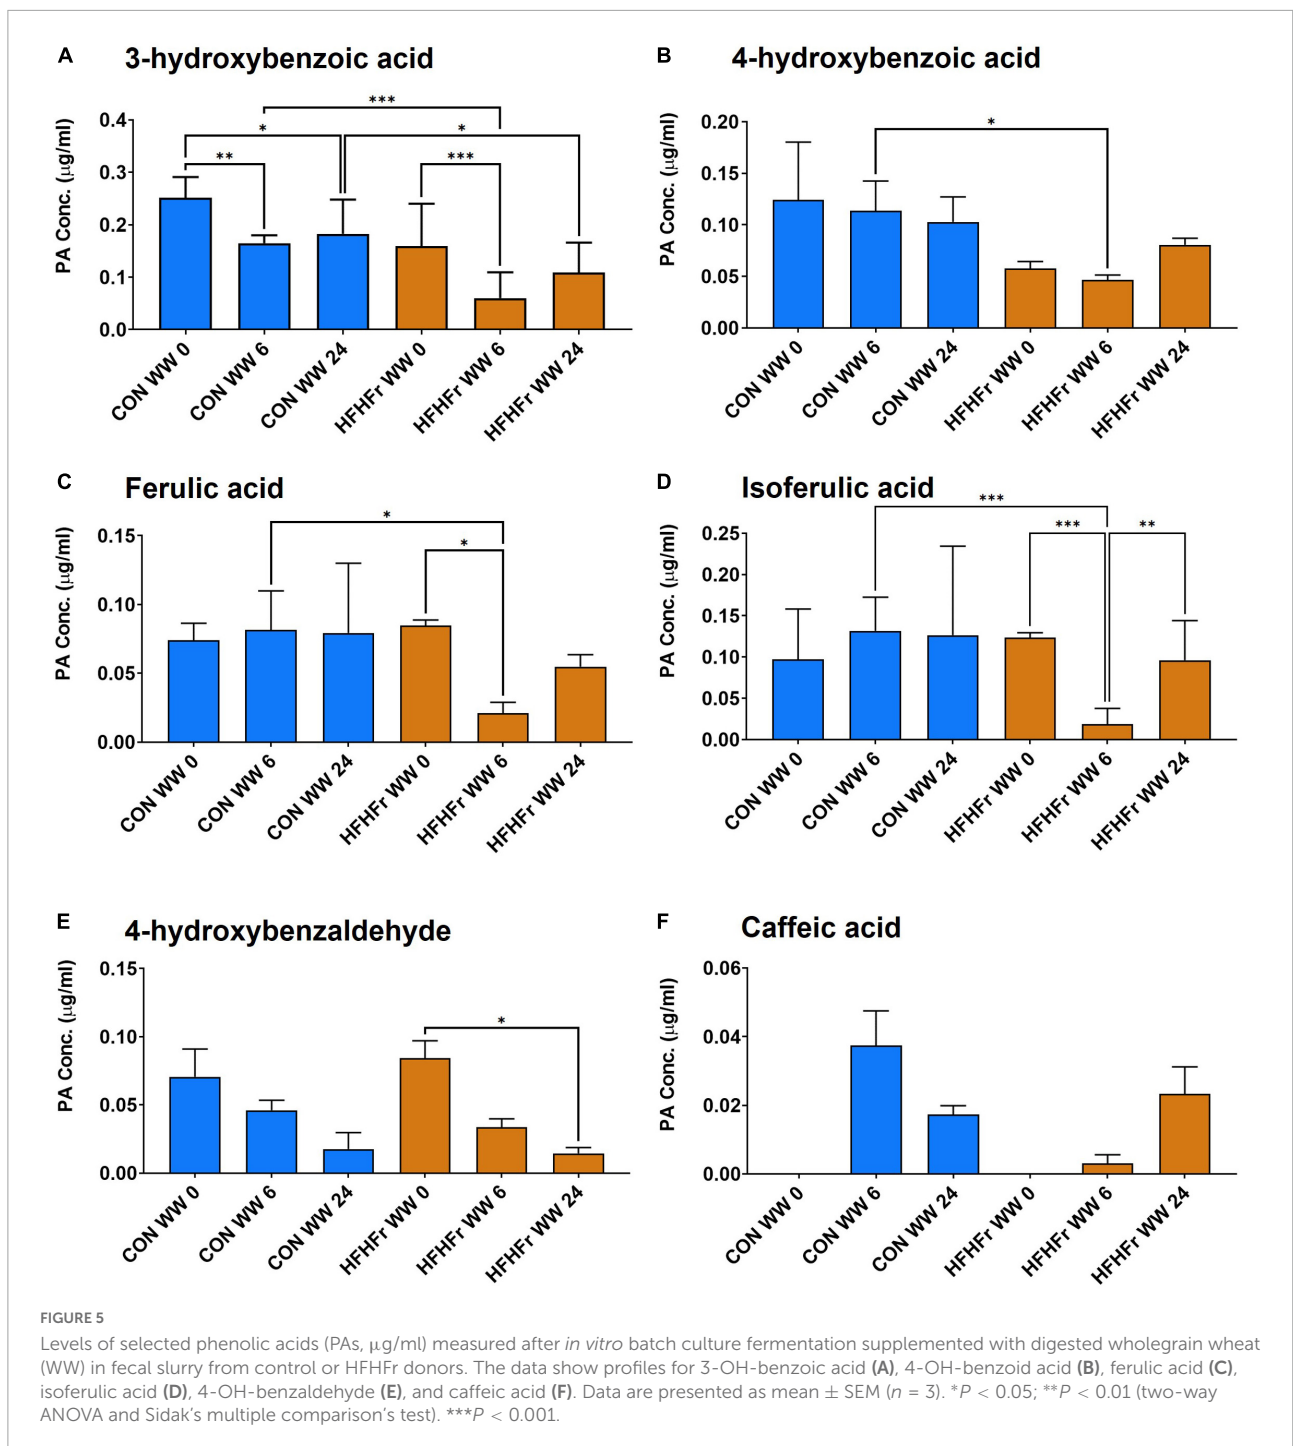 A 3-hydroxybenzoic acid
PA Conc. (µg/ml)
0.4
0.3
0.2
0.1
0.0
***
* *
** ***
CON WW 0
CON WW 6
CON WW 24
HFHFr WW 0
HFHFr WW 6
HFHFr WW 24
B 4-hydroxybenzoic acid
PA Conc. (µg/ml)
0.20
0.15
0.10
0.05
0.00
*
CON WW 0
CON WW 6
CON WW 24
HFHFr WW 0
HFHFr WW 6
HFHFr WW 24
C Ferulic acid
PA Conc. (µg/ml)
0.15
0.10
0.05
0.00
*
*
CON WW 0
CON WW 6
CON WW 24
HFHFr WW 0
HFHFr WW 6
HFHFr WW 24
D Isoferulic acid
PA Conc. (µg/ml)
0.25
0.20
0.15
0.10
0.05
0.00
***
*** **
CON WW 0
CON WW 6
CON WW 24
HFHFr WW 0
HFHFr WW 6
HFHFr WW 24
E 4-hydroxybenzaldehyde
PA Conc. (µg/ml)
0.15
0.10
0.05
0.00
*
CON WW 0
CON WW 6
CON WW 24
HFHFr WW 0
HFHFr WW 6
HFHFr WW 24
F Caffeic acid
PA Conc. (µg/ml)
0.06
0.04
0.02
0.00
CON WW 0
CON WW 6
CON WW 24
HFHFr WW 0
HFHFr WW 6
HFHFr WW 24
FIGURE 5
Levels of selected phenolic acids (PAs, µg/ml) measured after in vitro batch culture fermentation supplemented with digested wholegrain wheat
(WW) in fecal slurry from control or HFHFr donors. The data show profiles for 3-OH-benzoic acid (A), 4-OH-benzoid acid (B), ferulic acid (C),
isoferulic acid (D), 4-OH-benzaldehyde (E), and caffeic acid (F). Data are presented as mean ± SEM (n = 3). *P < 0.05; **P < 0.01 (two-way
ANOVA and Sidak's multiple comparison's test). ***P < 0.001.